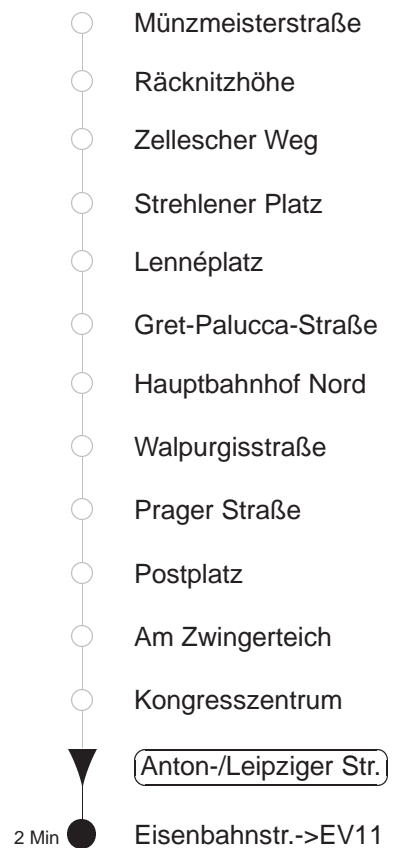 Münzmeisterstraße
Räcknitzhöhe
Zellescher Weg
Strehlener Platz
Lennéplatz
Gret-Palucca-Straße
Hauptbahnhof Nord
Walpurgisstraße
Prager Straße
Postplatz
Am Zwingerteich
Kongresszentrum
Anton-/Leipziger Str.
2 Min Eisenbahnstr.->EV11